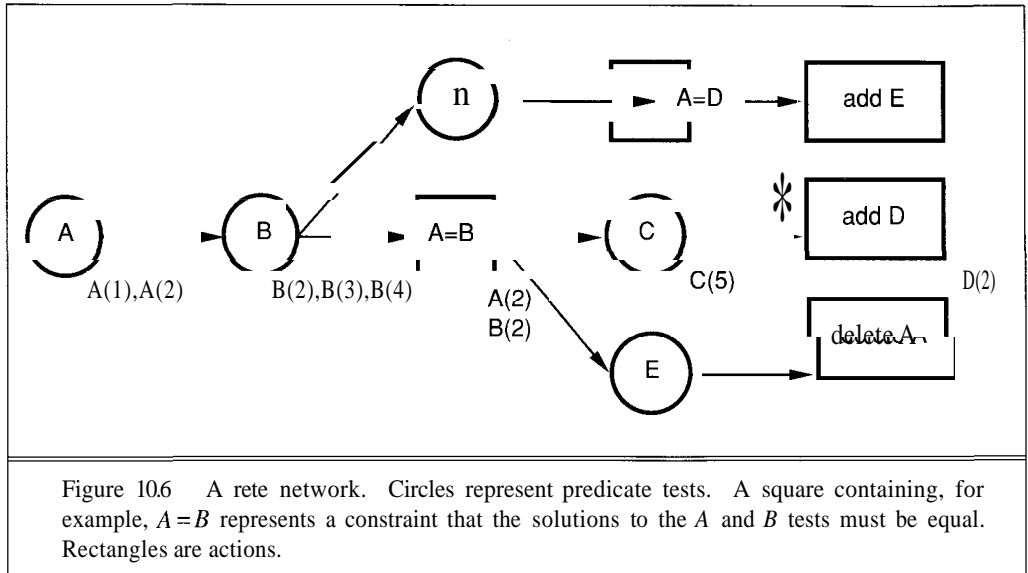 n A=D add E
A B A=B C * add D
A(1),A(2) B(2),B(3),B(4) A(2) C(5) D(2)
B(2)
delete A
E
Figure 10.6 A rete network. Circles represent predicate tests. A square containing, for
example, A=B represents a constraint that the solutions to the A and B tests must be equal.
Rectangles are actions.